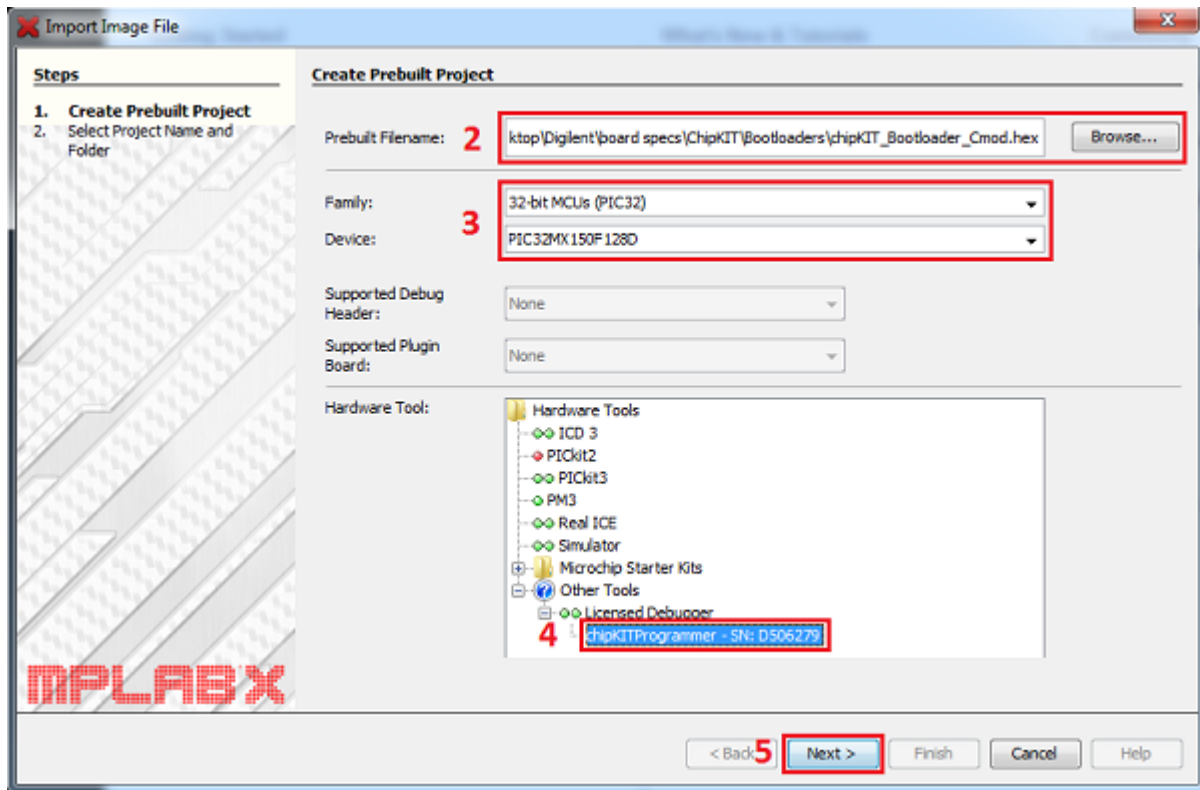 Import Image File
Steps
1. Create Prebuilt Project
2. Select Project Name and
Folder
Create Prebuilt Project
Prebuilt Filename: 2 ktop\Digilent\board specs\ChipKIT\Bootloaders\chipKIT_Bootloader_Cmod.hex Browse...
Family: 32-bit MCUs (PIC32)
3
Device: PIC32MX150F128D
Supported Debug
Header: None
Supported Plugin
Board: None
Hardware Tool:
Hardware Tools
ICD 3
PICkit2
PICkit3
PM3
Real ICE
Simulator
Microchip Starter Kits
Other Tools
Licensed Debugger
4 chipKITProgrammer - SN: D506279
MPLAB X
< Back 5 Next > Finish Cancel Help